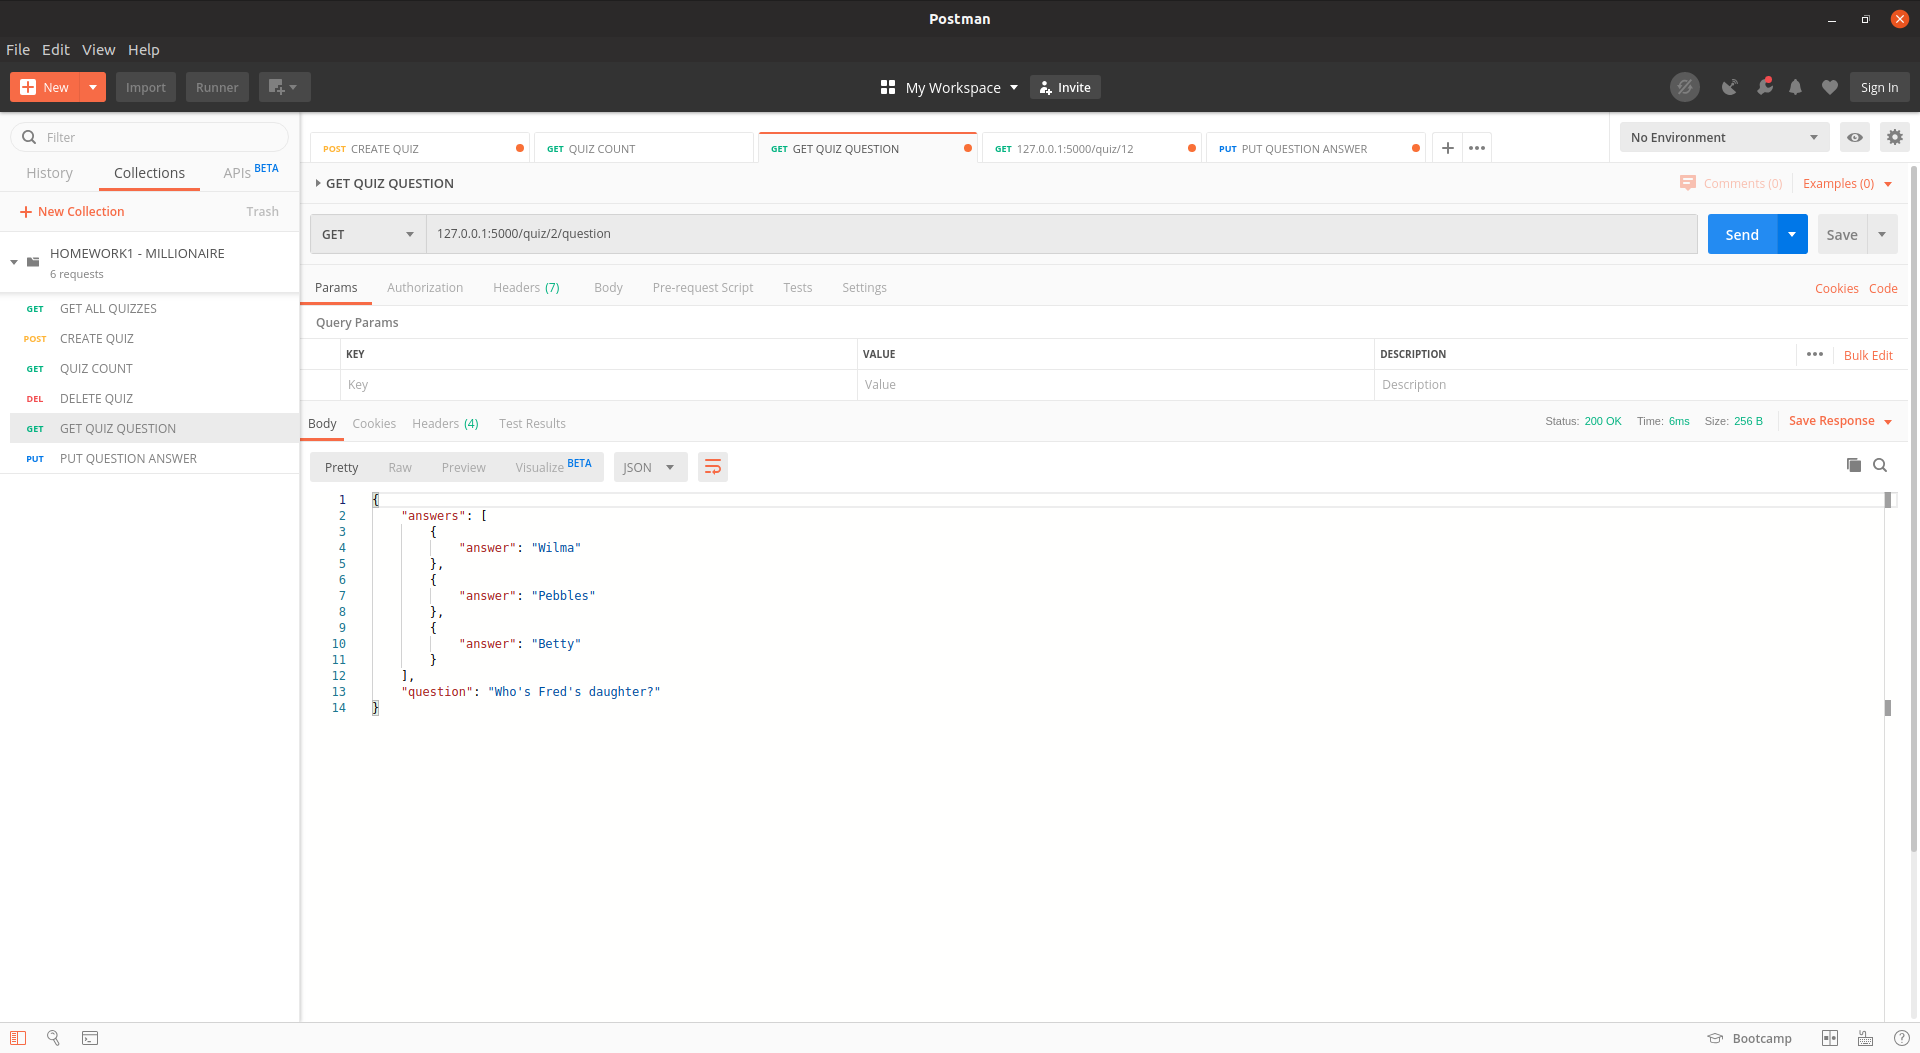 Postman
File Edit View Help
New Import Runner My Workspace Invite Sign In
Filter
History Collections APIs BETA
New Collection Trash
HOMEWORK1 - MILLIONAIRE
6 requests
GET GET ALL QUIZZES
POST CREATE QUIZ
GET QUIZ COUNT
DEL DELETE QUIZ
GET GET QUIZ QUESTION
PUT PUT QUESTION ANSWER
POST CREATE QUIZ GET QUIZ COUNT GET GET QUIZ QUESTION GET 127.0.0.1:5000/quiz/12 PUT PUT QUESTION ANSWER No Environment
GET QUIZ QUESTION Comments (0) Examples (0)
GET 127.0.0.1:5000/quiz/2/question Send Save
Params Authorization Headers (7) Body Pre-request Script Tests Settings Cookies Code
Query Params
KEY VALUE DESCRIPTION Bulk Edit
Key Value Description
Body Cookies Headers (4) Test Results Status: 200 OK Time: 6ms Size: 256 B Save Response
Pretty Raw Preview Visualize BETA JSON
1 {
2 "answers": [
3 {
4 "answer": "Wilma"
5 },
6 {
7 "answer": "Pebbles"
8 },
9 {
10 "answer": "Betty"
11 }
12 ],
13 "question": "Who's Fred's daughter?"
14 }
Bootcamp